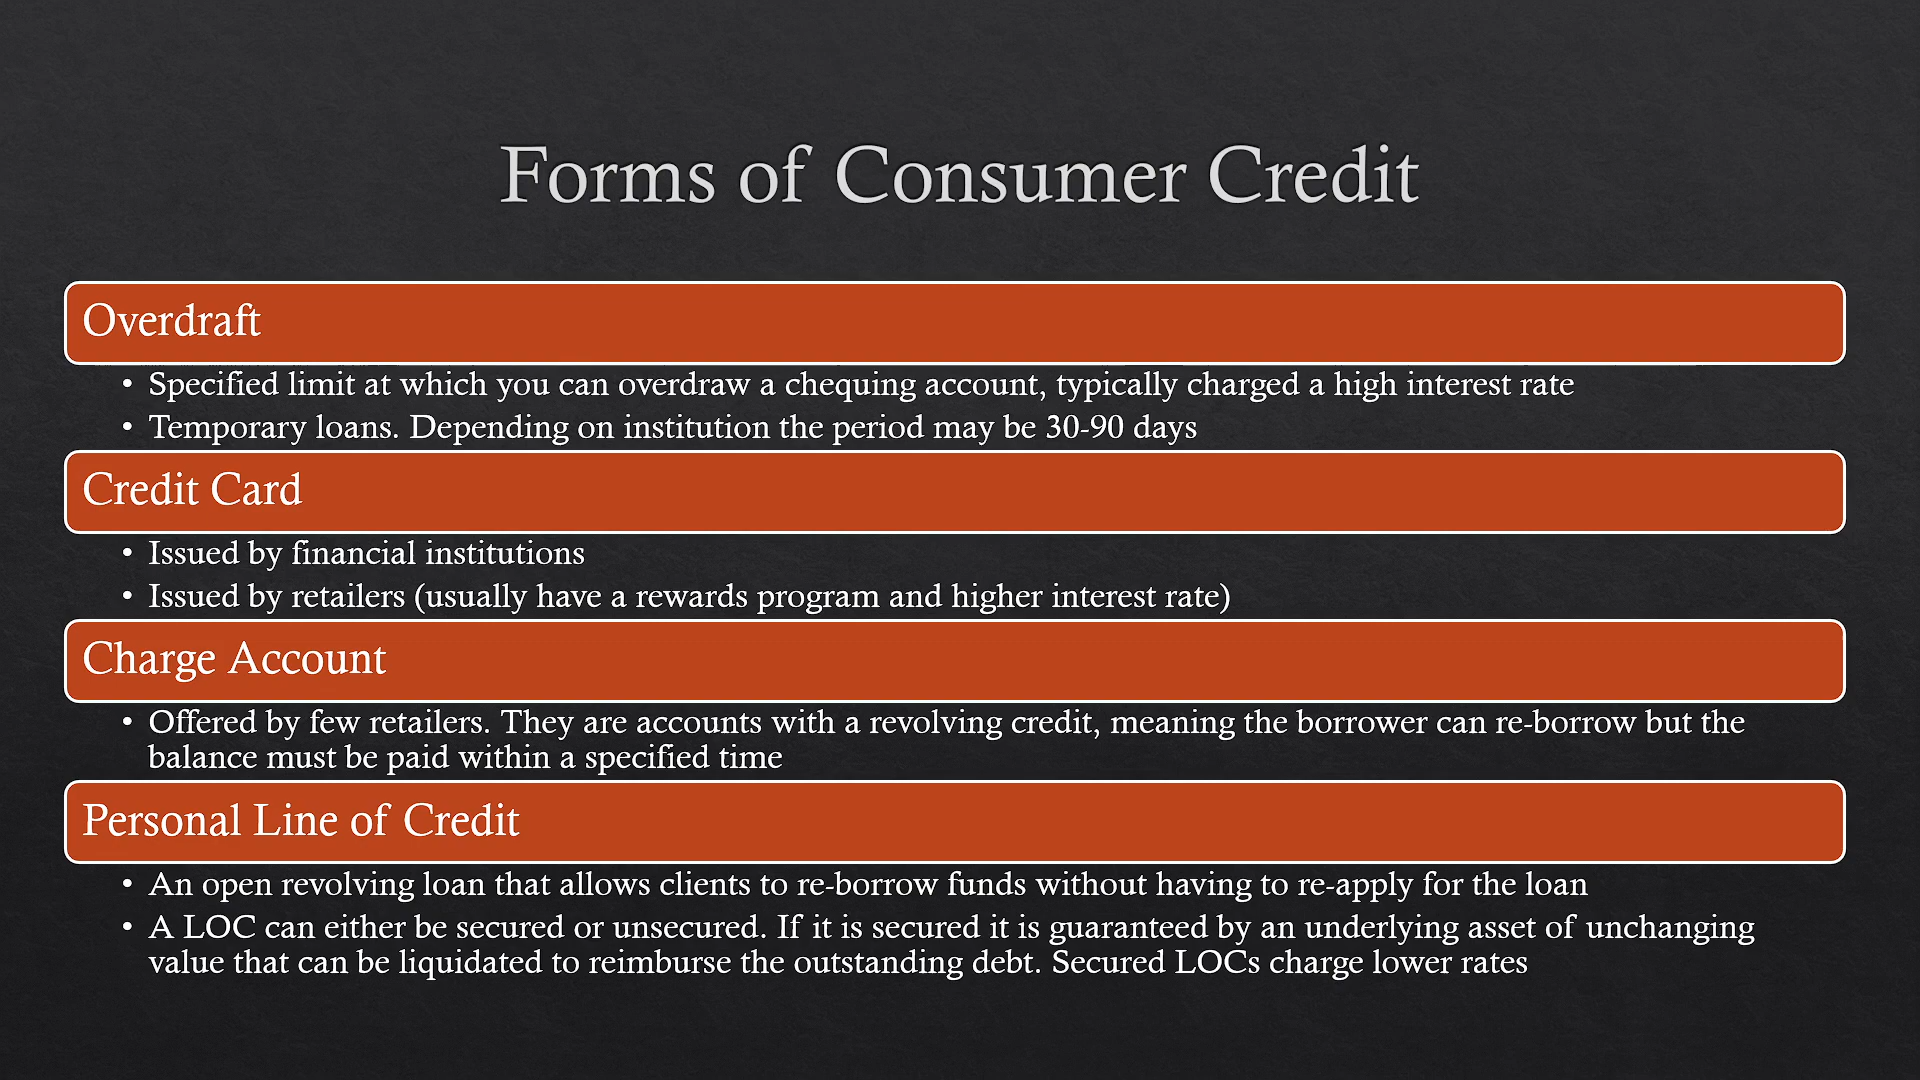 Forms of Consumer Credit
Overdraft
• Specified limit at which you can overdraw a chequing account, typically charged a high interest rate
• Temporary loans. Depending on institution the period may be 30-90 days
Credit Card
• Issued by financial institutions
• Issued by retailers (usually have a rewards program and higher interest rate)
Charge Account
• Offered by few retailers. They are accounts with a revolving credit, meaning the borrower can re-borrow but the
balance must be paid within a specified time
Personal Line of Credit
• An open revolving loan that allows clients to re-borrow funds without having to re-apply for the loan
• A LOC can either be secured or unsecured. If it is secured it is guaranteed by an underlying asset of unchanging
value that can be liquidated to reimburse the outstanding debt. Secured LOCs charge lower rates